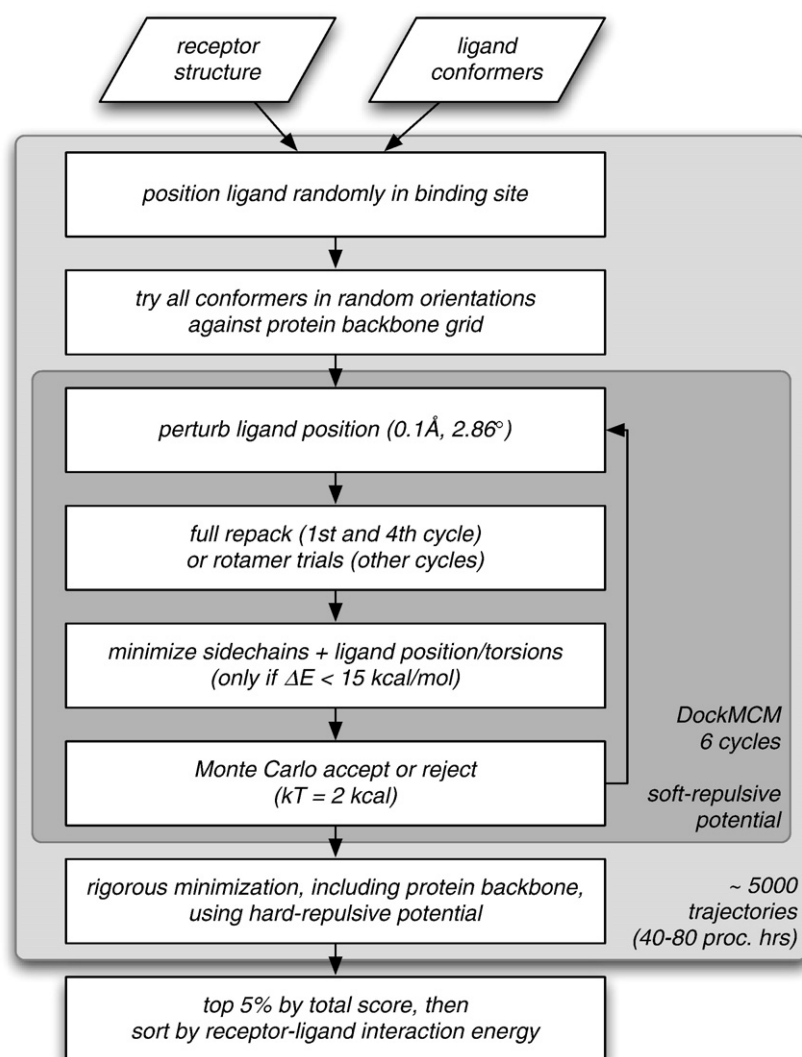 receptor
structure
ligand
conformers
position ligand randomly in binding site
try all conformers in random orientations
against protein backbone grid
perturb ligand position (0.1Å, 2.86°)
full repack (1st and 4th cycle)
or rotamer trials (other cycles)
minimize sidechains + ligand position/torsions
(only if ΔE < 15 kcal/mol)
Monte Carlo accept or reject
(kT = 2 kcal)
DockMCM
6 cycles
soft-repulsive
potential
rigorous minimization, including protein backbone,
using hard-repulsive potential
~ 5000
trajectories
(40-80 proc. hrs)
top 5% by total score, then
sort by receptor-ligand interaction energy